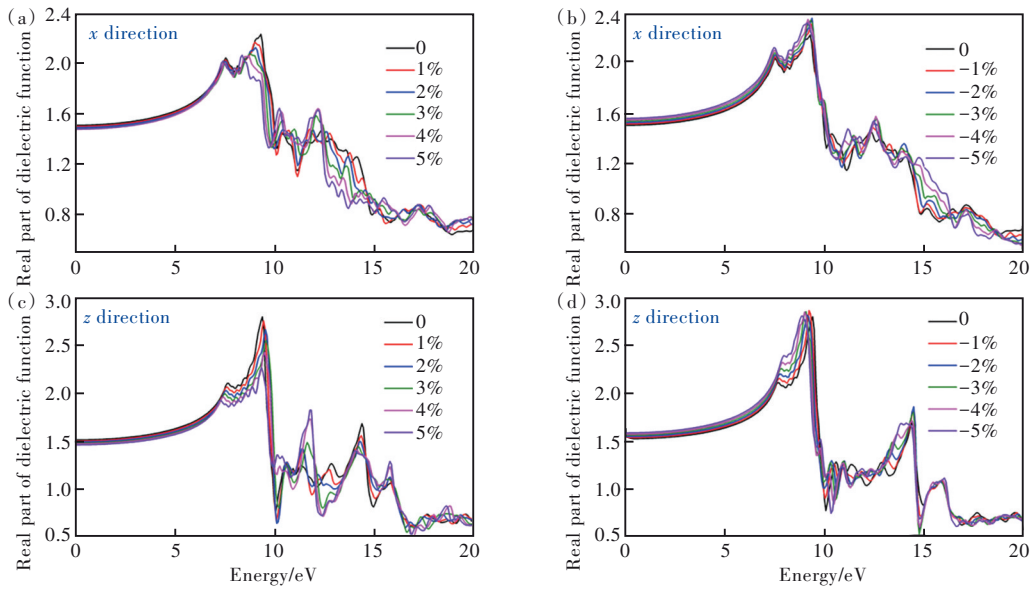 (a)
Real part of dielectric function
2.4
2.0
1.6
1.2
0.8
x direction
0
1%
2%
3%
4%
5%
0 5 10 15 20
(b)
Real part of dielectric function
2.4
2.0
1.6
1.2
0.8
x direction
0
−1%
−2%
−3%
−4%
−5%
0 5 10 15 20
(c)
Real part of dielectric function
3.0
2.5
2.0
1.5
1.0
0.5
z direction
0
1%
2%
3%
4%
5%
0 5 10 15 20
Energy/eV
(d)
Real part of dielectric function
3.0
2.5
2.0
1.5
1.0
0.5
z direction
0
−1%
−2%
−3%
−4%
−5%
0 5 10 15 20
Energy/eV